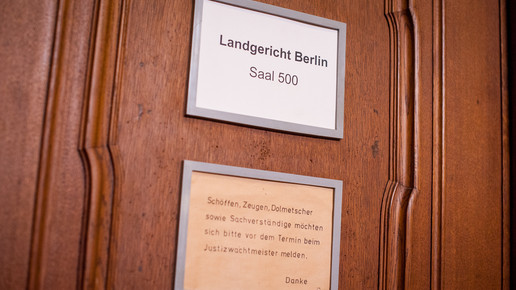 Landgericht Berlin
Saal 500
Schöffen, Zeugen, Dolmetscher
sowie Sachverständige möchten
sich bitte vor dem Termin beim
Justizwachtmeister melden.
Danke